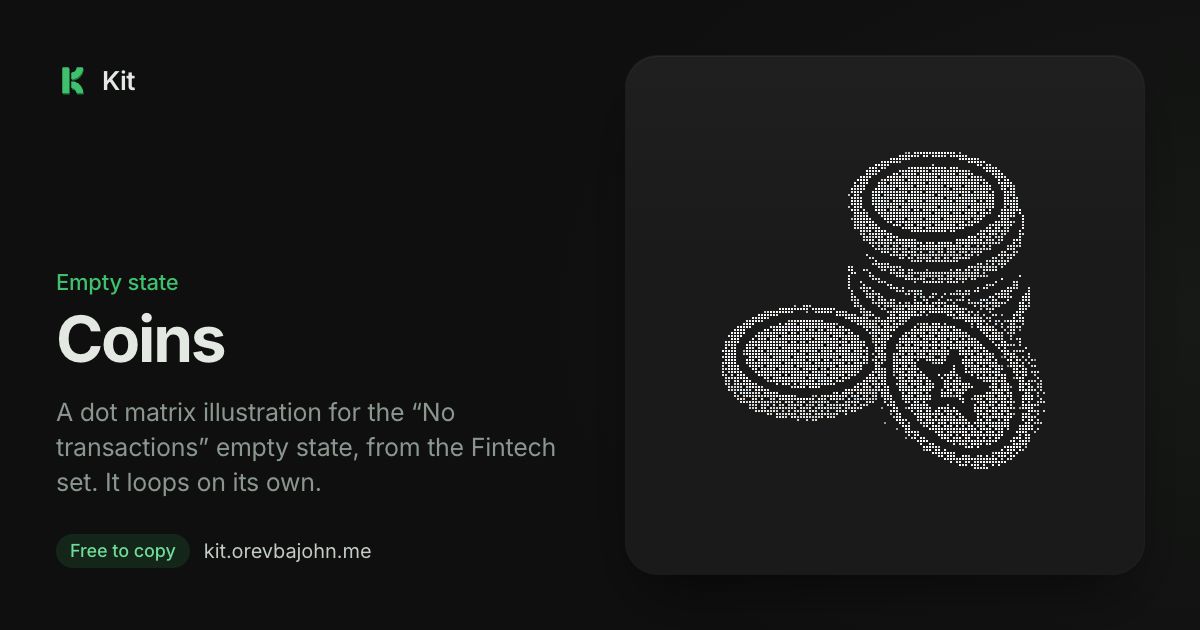 Kit
Empty state
Coins
A dot matrix illustration for the “No
transactions” empty state, from the Fintech
set. It loops on its own.
Free to copy
kit.orevbajohn.me